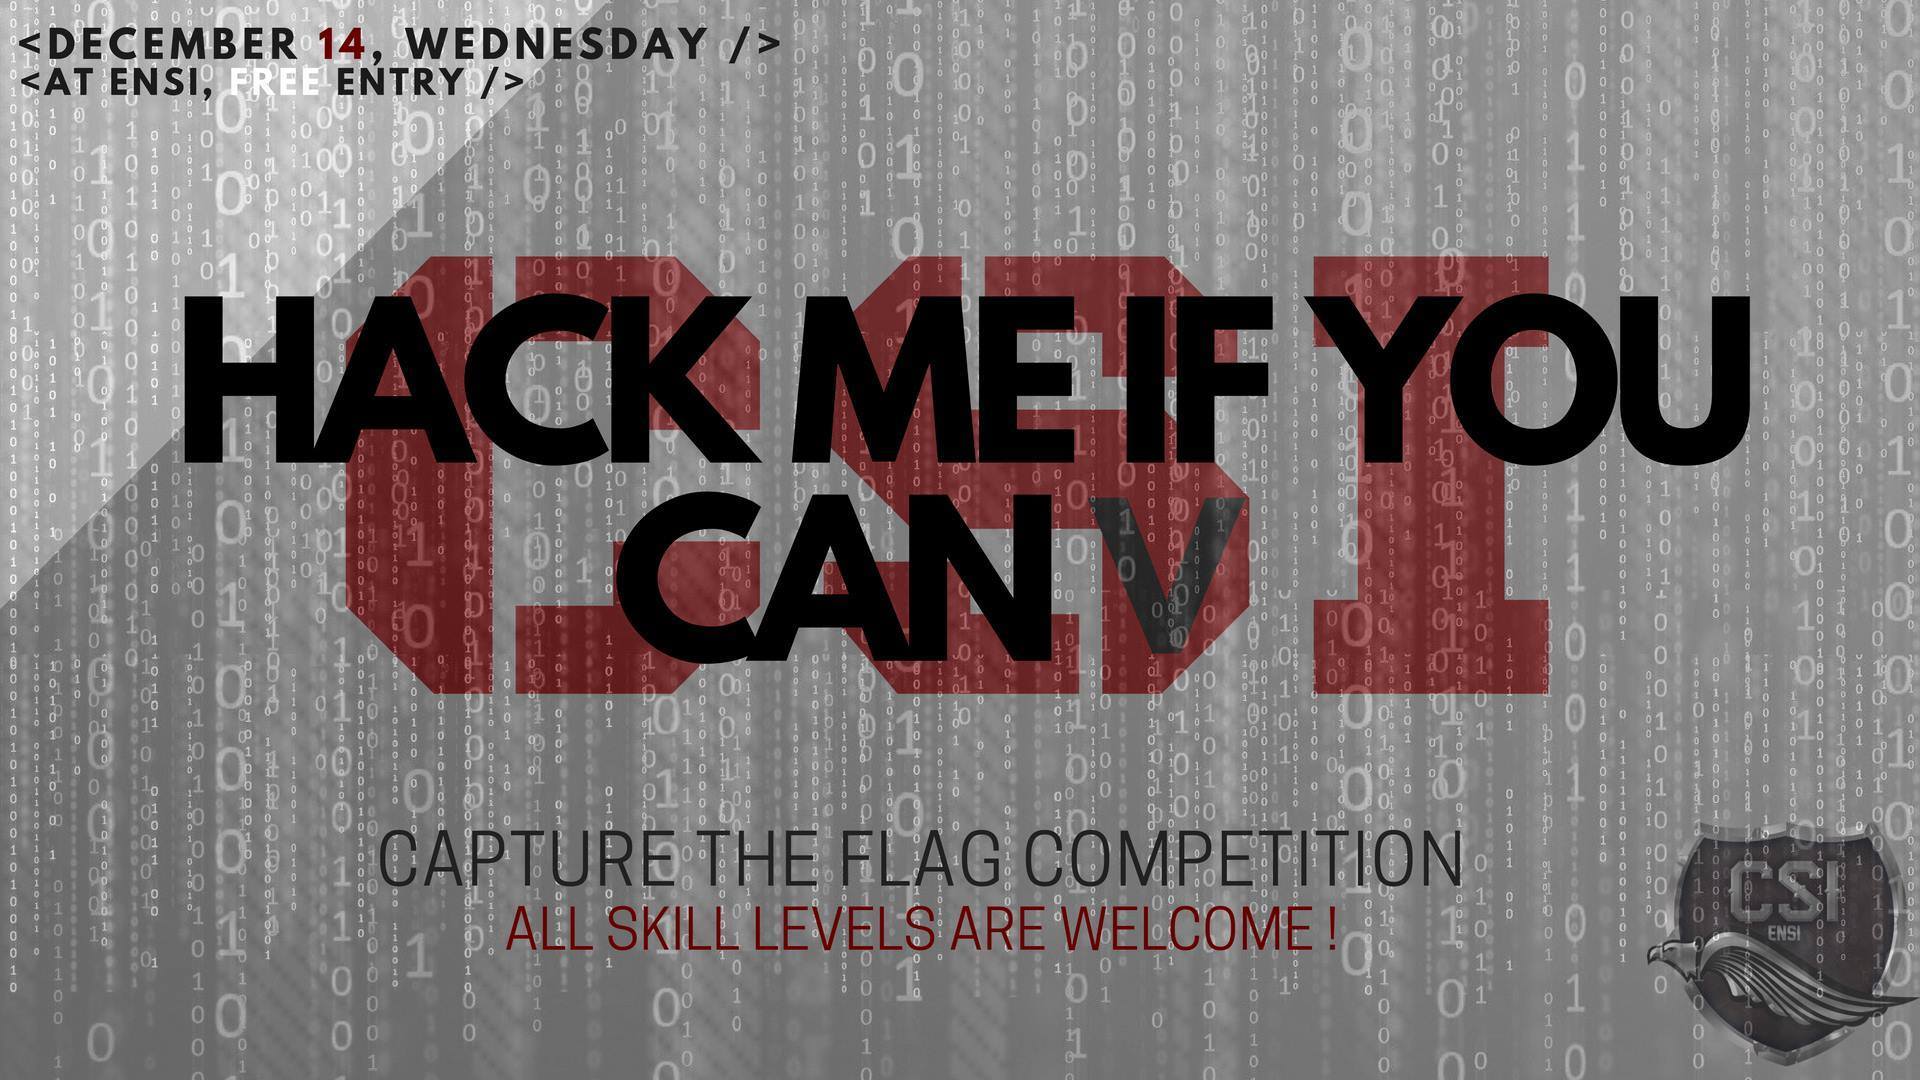 <DECEMBER 14, WEDNESDAY />
<AT ENSI, FREE ENTRY />
CSI
HACK ME IF YOU
CAN V
CAPTURE THE FLAG COMPETITION
ALL SKILL LEVELS ARE WELCOME !
CSI
ENSI